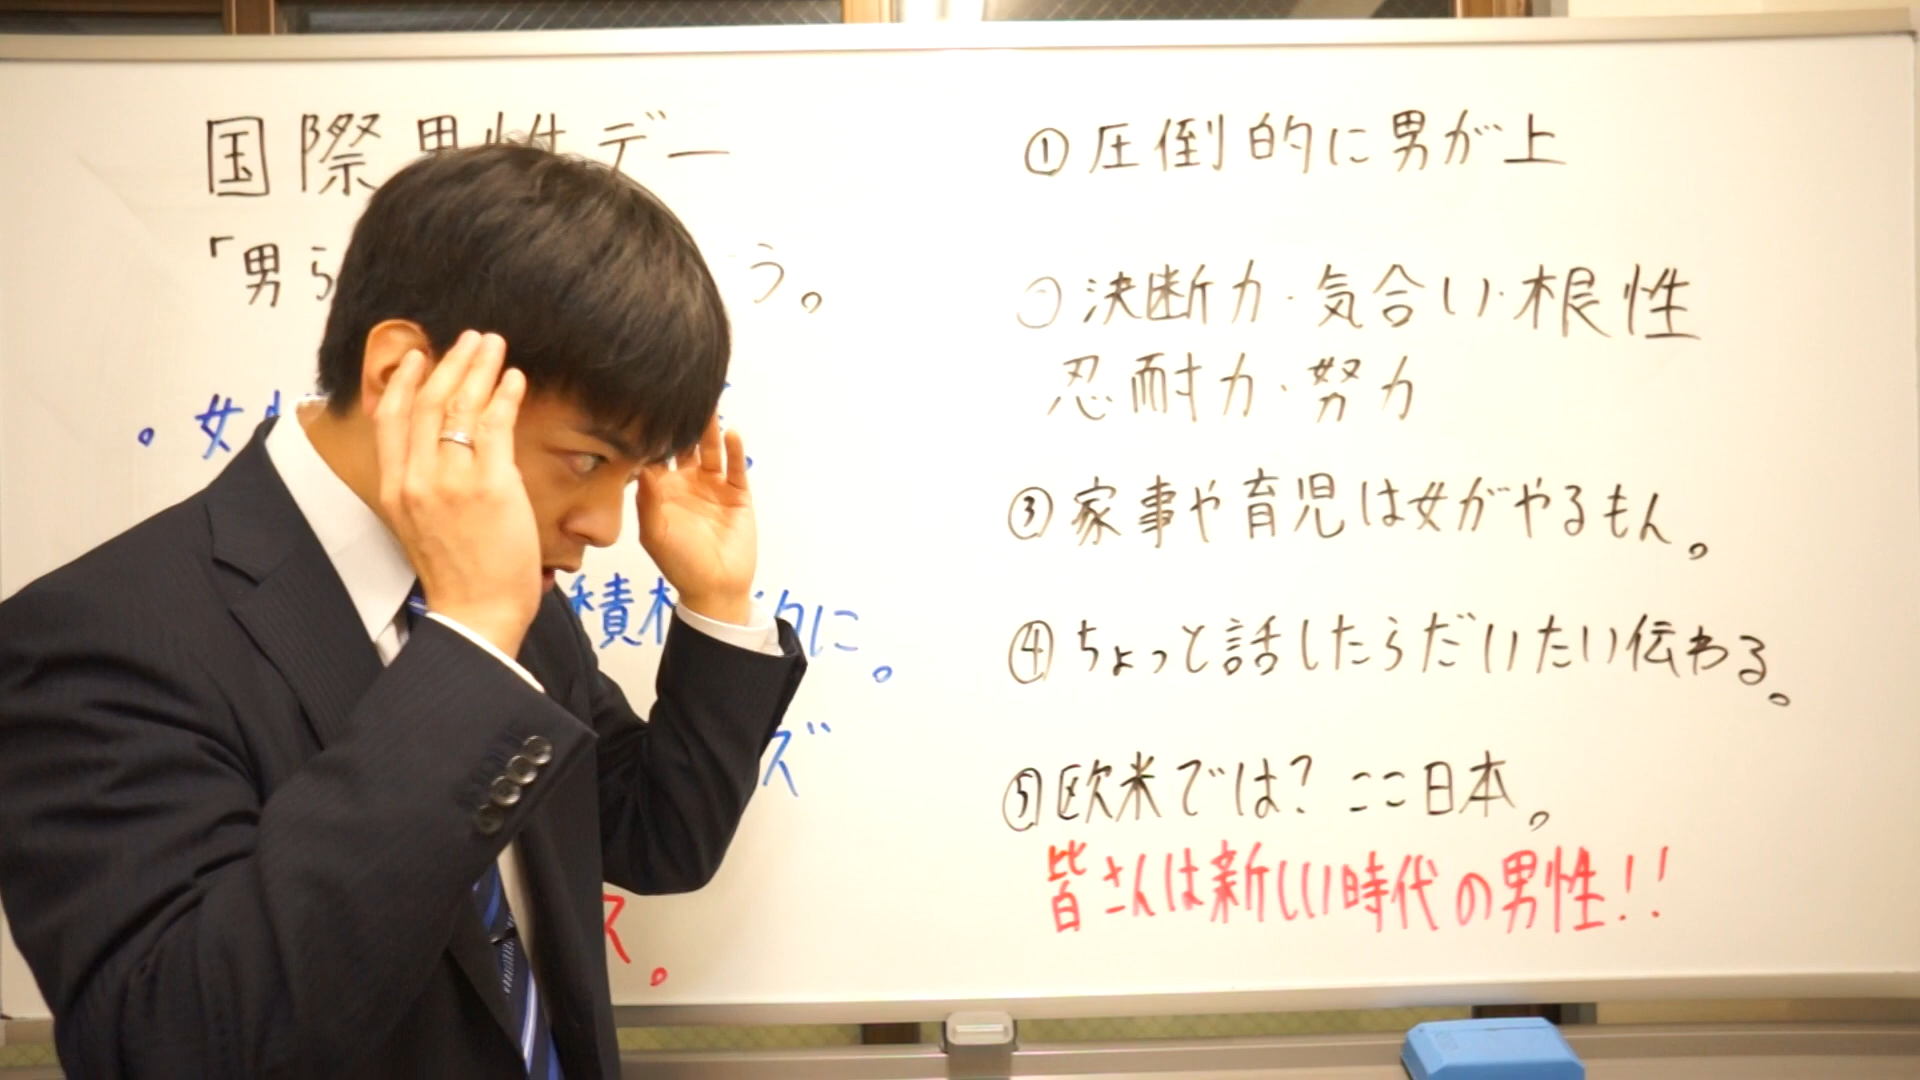 国際男性デー
「男ら
う。
・女
積極的に。
ズ
ス。
①圧倒的に男が上
②決断力・気合い・根性
忍耐力・努力
③家事や育児は女がやるもん。
④ちょっと話したらだいたい伝わる。
⑤欧米では？ここ日本。
皆さんは新しい時代の男性!!